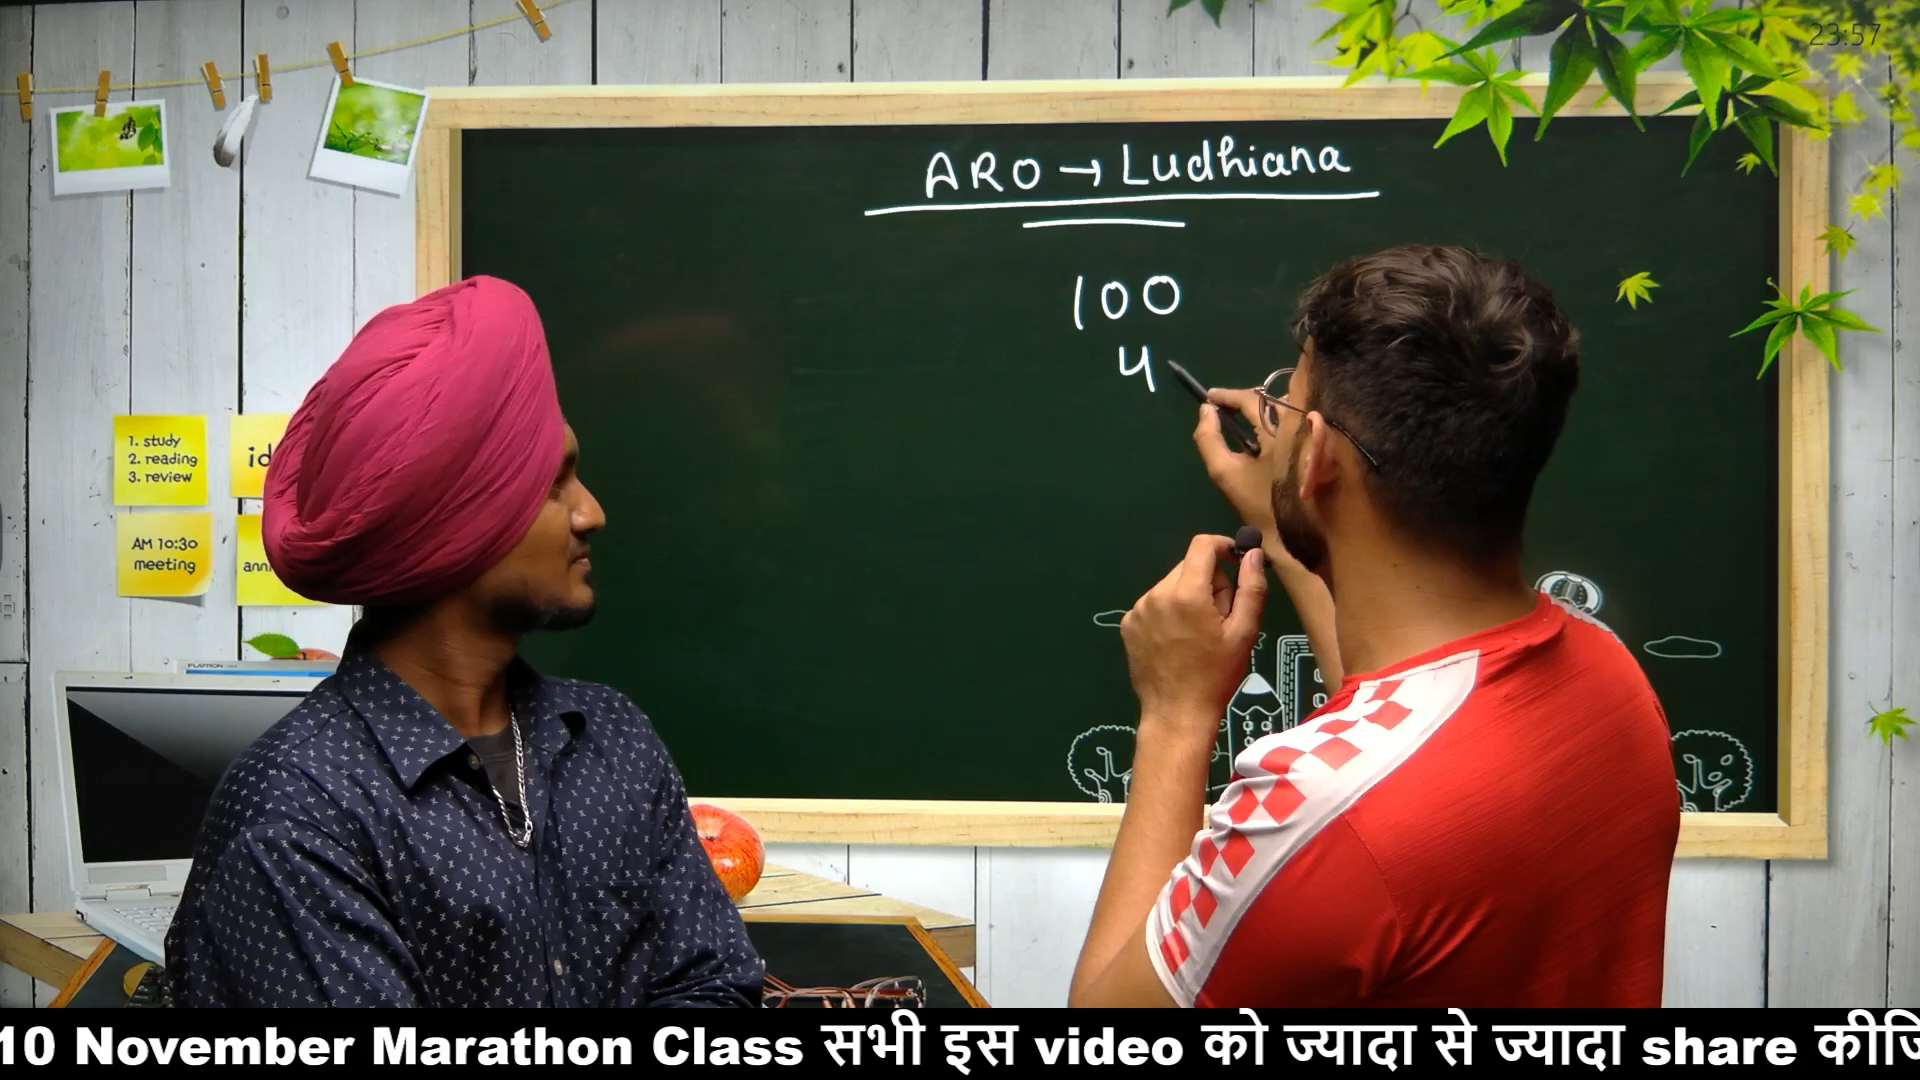 23:57
ARO → Ludhiana
100
4
1. study
2. reading
3. review
AM 10:30
meeting
10 November Marathon Class सभी इस video को ज्यादा से ज्यादा share